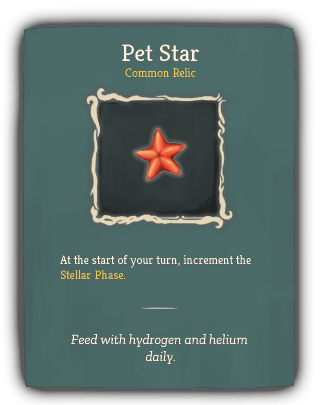 Pet Star
Common Relic
At the start of your turn, increment the
Stellar Phase.
Feed with hydrogen and helium
daily.